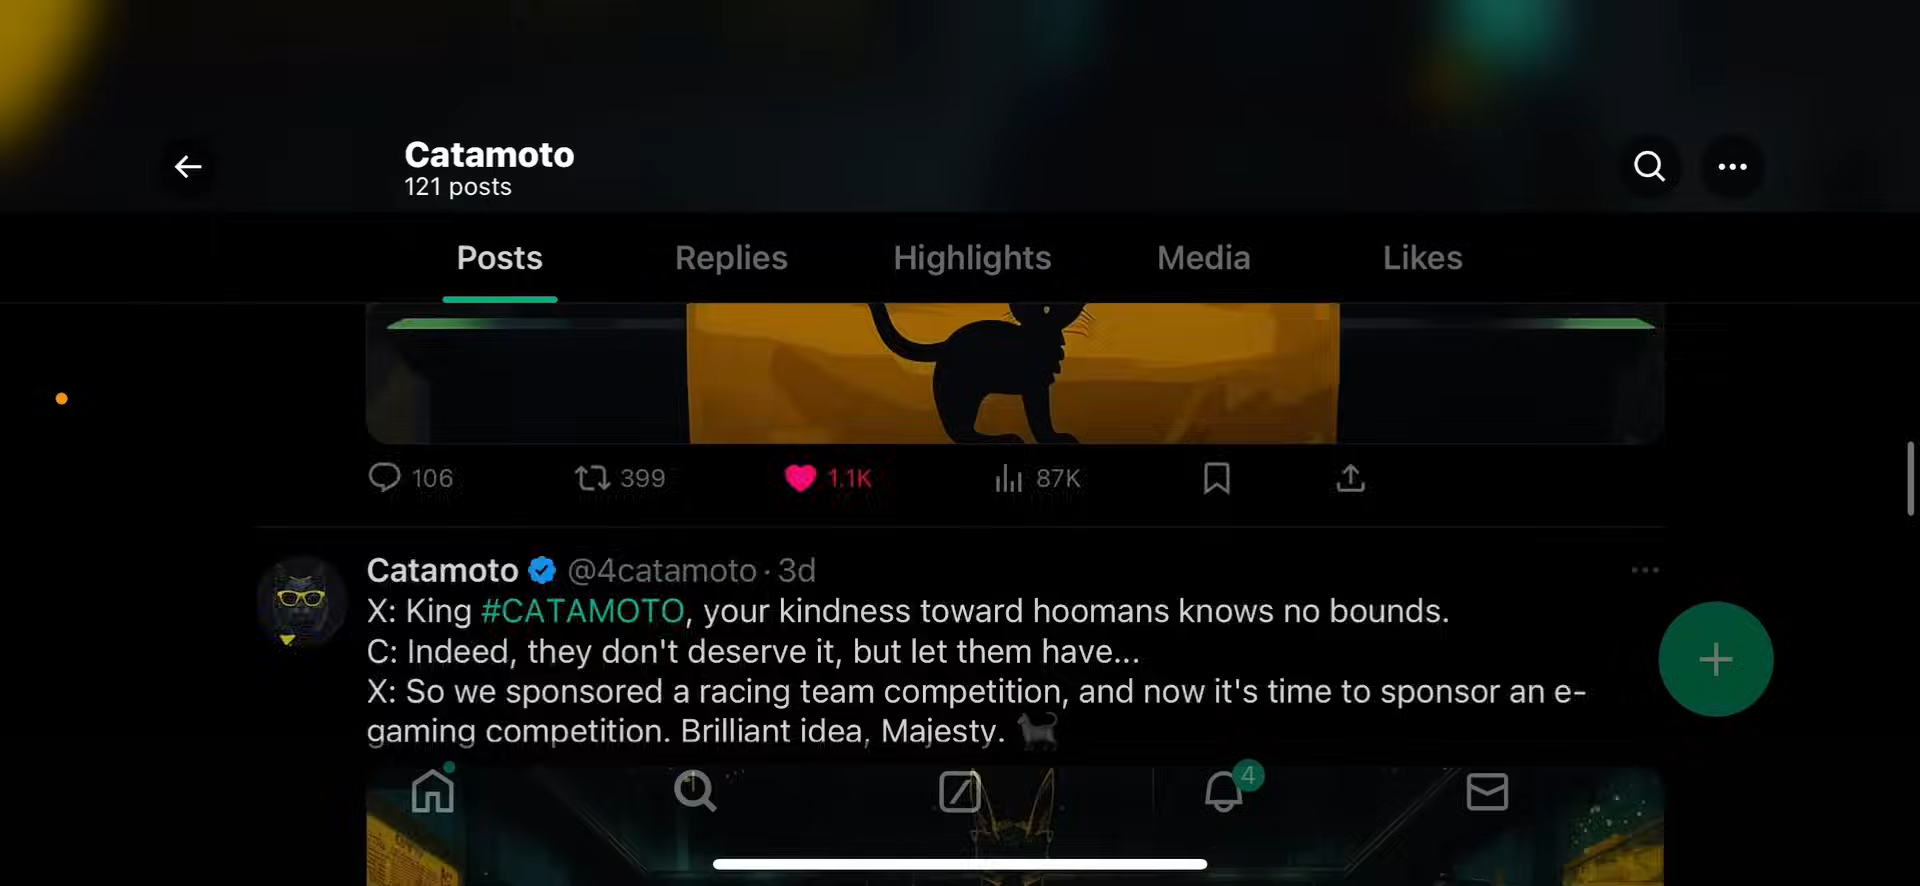 Catamoto
121 posts
Posts Replies Highlights Media Likes
106 399 1.1K 87K
Catamoto @4catamoto · 3d
X: King #CATAMOTO, your kindness toward hoomans knows no bounds.
C: Indeed, they don't deserve it, but let them have...
X: So we sponsored a racing team competition, and now it's time to sponsor an e-
gaming competition. Brilliant idea, Majesty. 🐈‍⬛
4